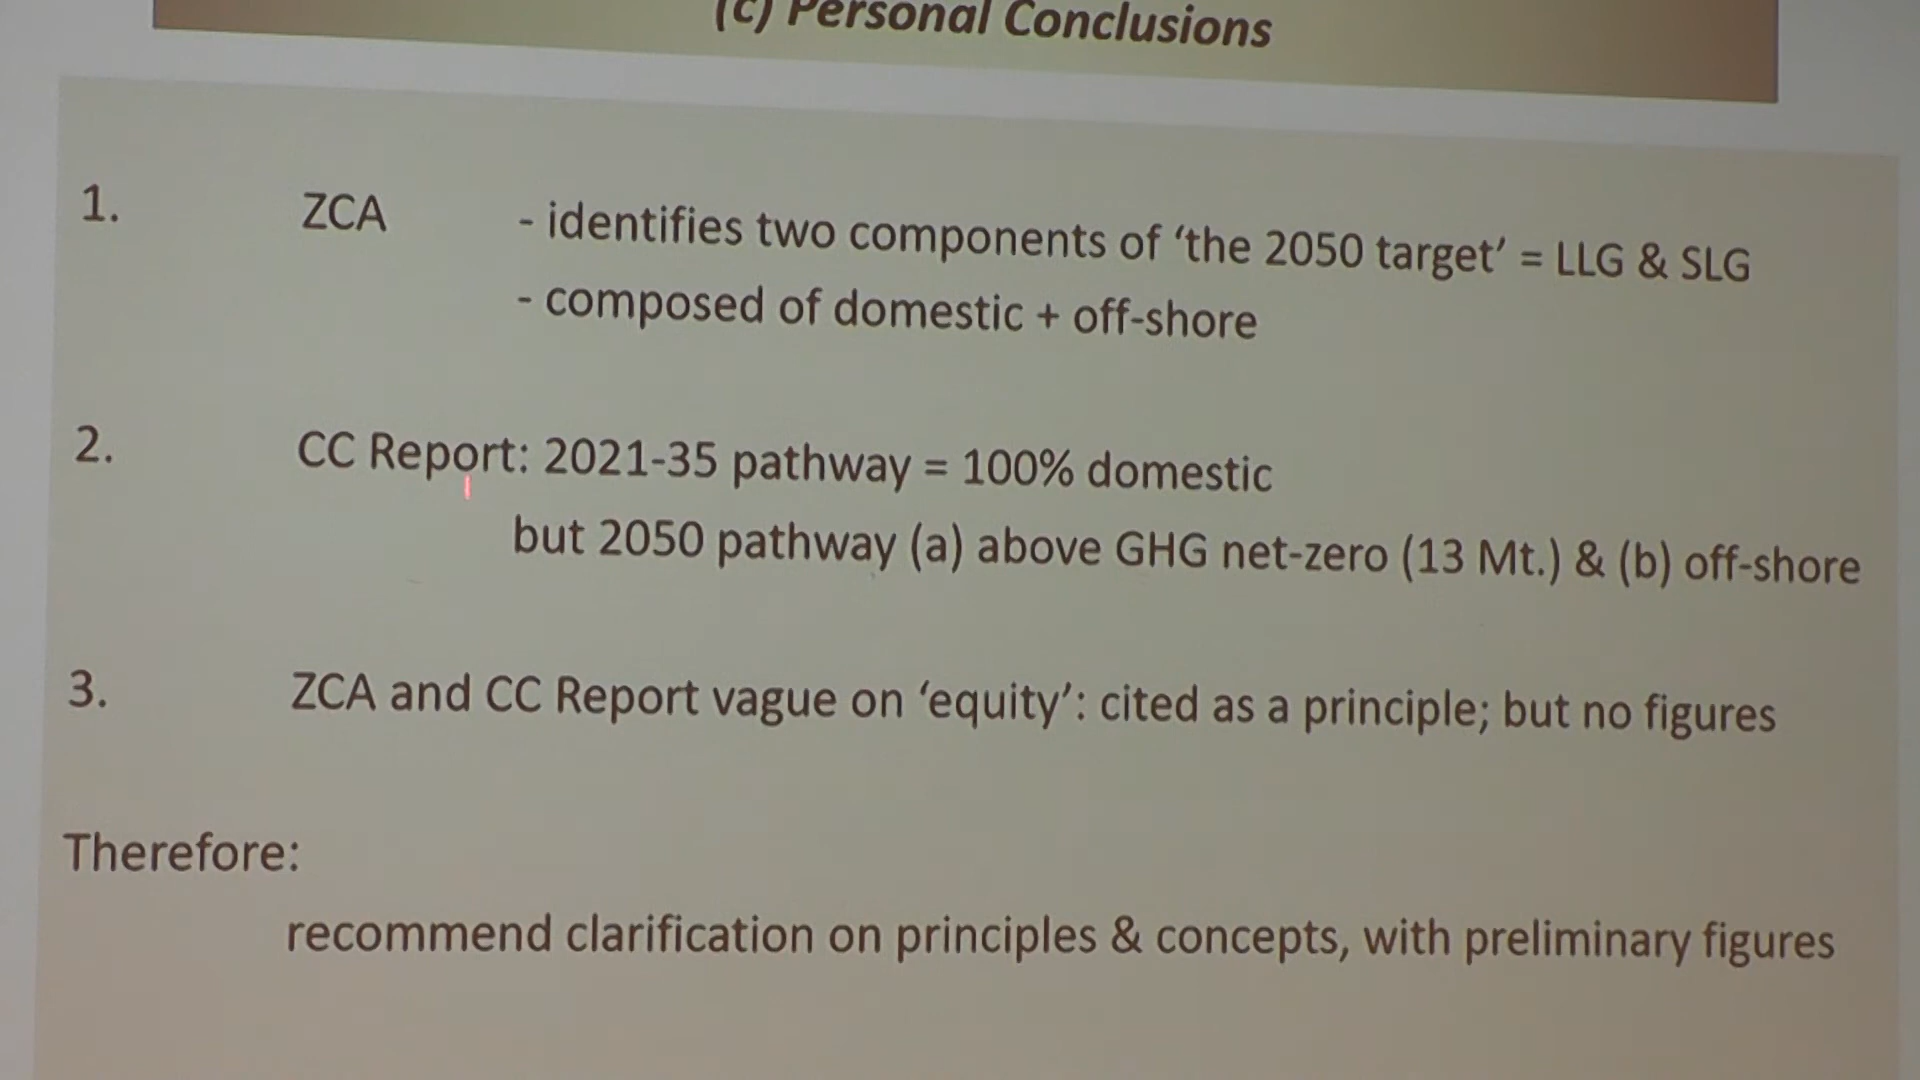 (c) Personal Conclusions
1. ZCA - identifies two components of ‘the 2050 target’ = LLG & SLG
- composed of domestic + off-shore
2. CC Report: 2021-35 pathway = 100% domestic
but 2050 pathway (a) above GHG net-zero (13 Mt.) & (b) off-shore
3. ZCA and CC Report vague on ‘equity’: cited as a principle; but no figures
Therefore:
recommend clarification on principles & concepts, with preliminary figures